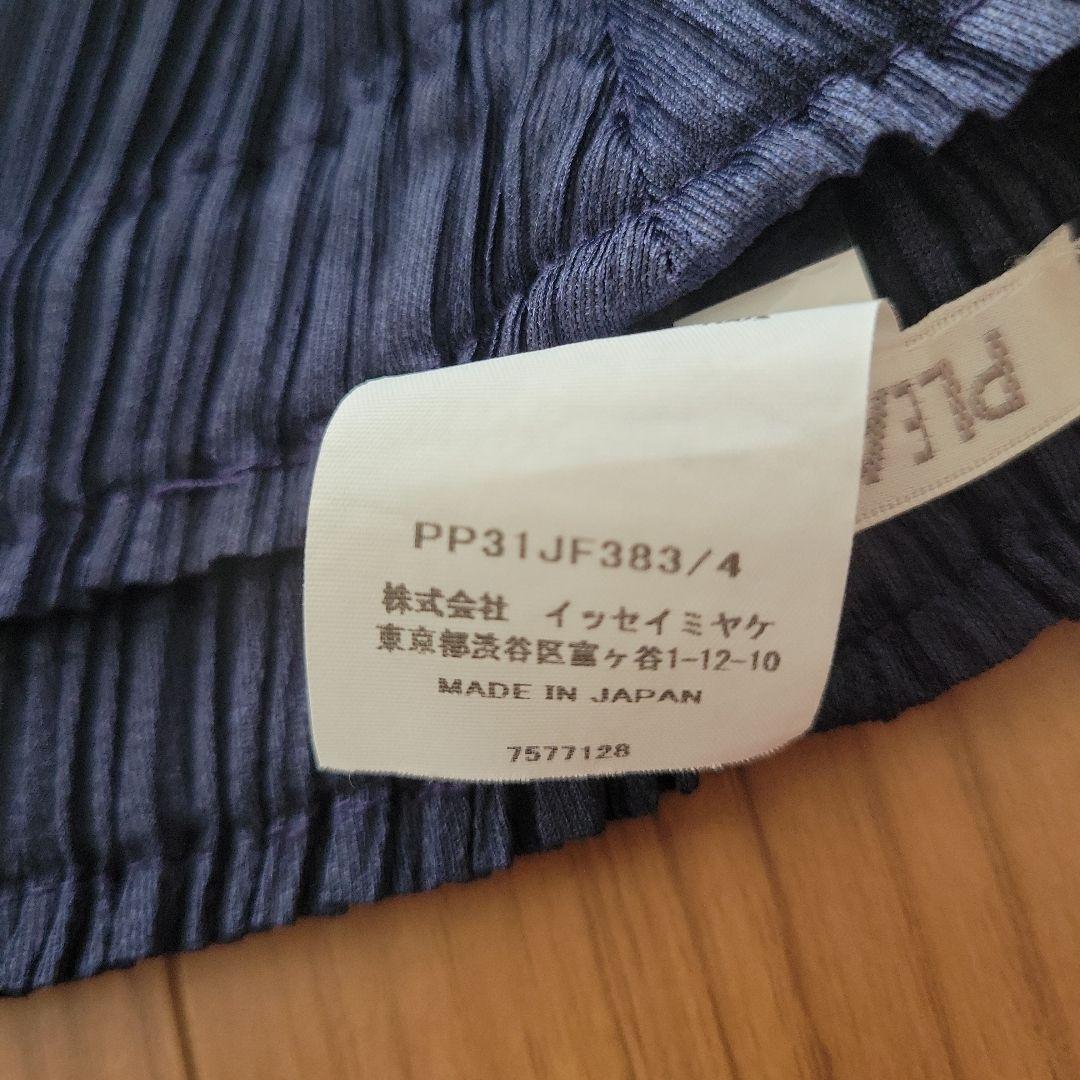 PP31JF383/4
株式会社 イッセイミヤケ
東京都渋谷区富ヶ谷1-12-10
MADE IN JAPAN
7577128
PLEA